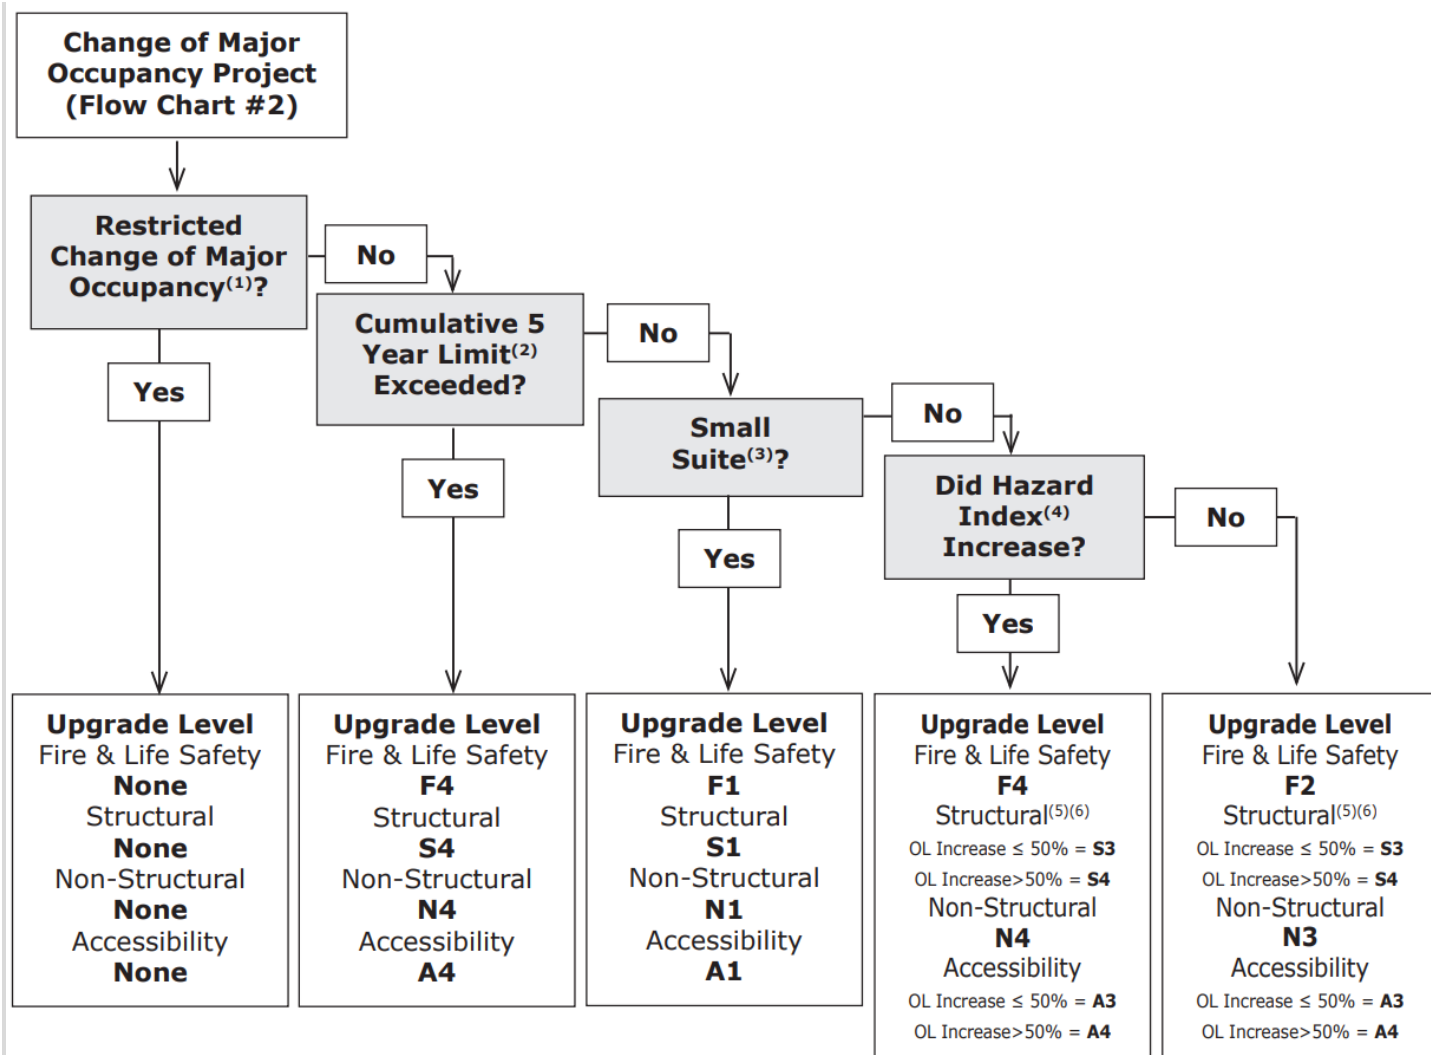 Change of Major
Occupancy Project
(Flow Chart #2)
Restricted
Change of Major
Occupancy(1)?
No
Yes
Cumulative 5
Year Limit(2)
Exceeded?
No
Yes
Small
Suite(3)?
No
Yes
Did Hazard
Index(4)
Increase?
No
Yes
Upgrade Level
Fire & Life Safety
None
Structural
None
Non-Structural
None
Accessibility
None
Upgrade Level
Fire & Life Safety
F4
Structural
S4
Non-Structural
N4
Accessibility
A4
Upgrade Level
Fire & Life Safety
F1
Structural
S1
Non-Structural
N1
Accessibility
A1
Upgrade Level
Fire & Life Safety
F4
Structural(5)(6)
OL Increase ≤ 50% = S3
OL Increase>50% = S4
Non-Structural
N4
Accessibility
OL Increase ≤ 50% = A3
OL Increase>50% = A4
Upgrade Level
Fire & Life Safety
F2
Structural(5)(6)
OL Increase ≤ 50% = S3
OL Increase>50% = S4
Non-Structural
N3
Accessibility
OL Increase ≤ 50% = A3
OL Increase>50% = A4